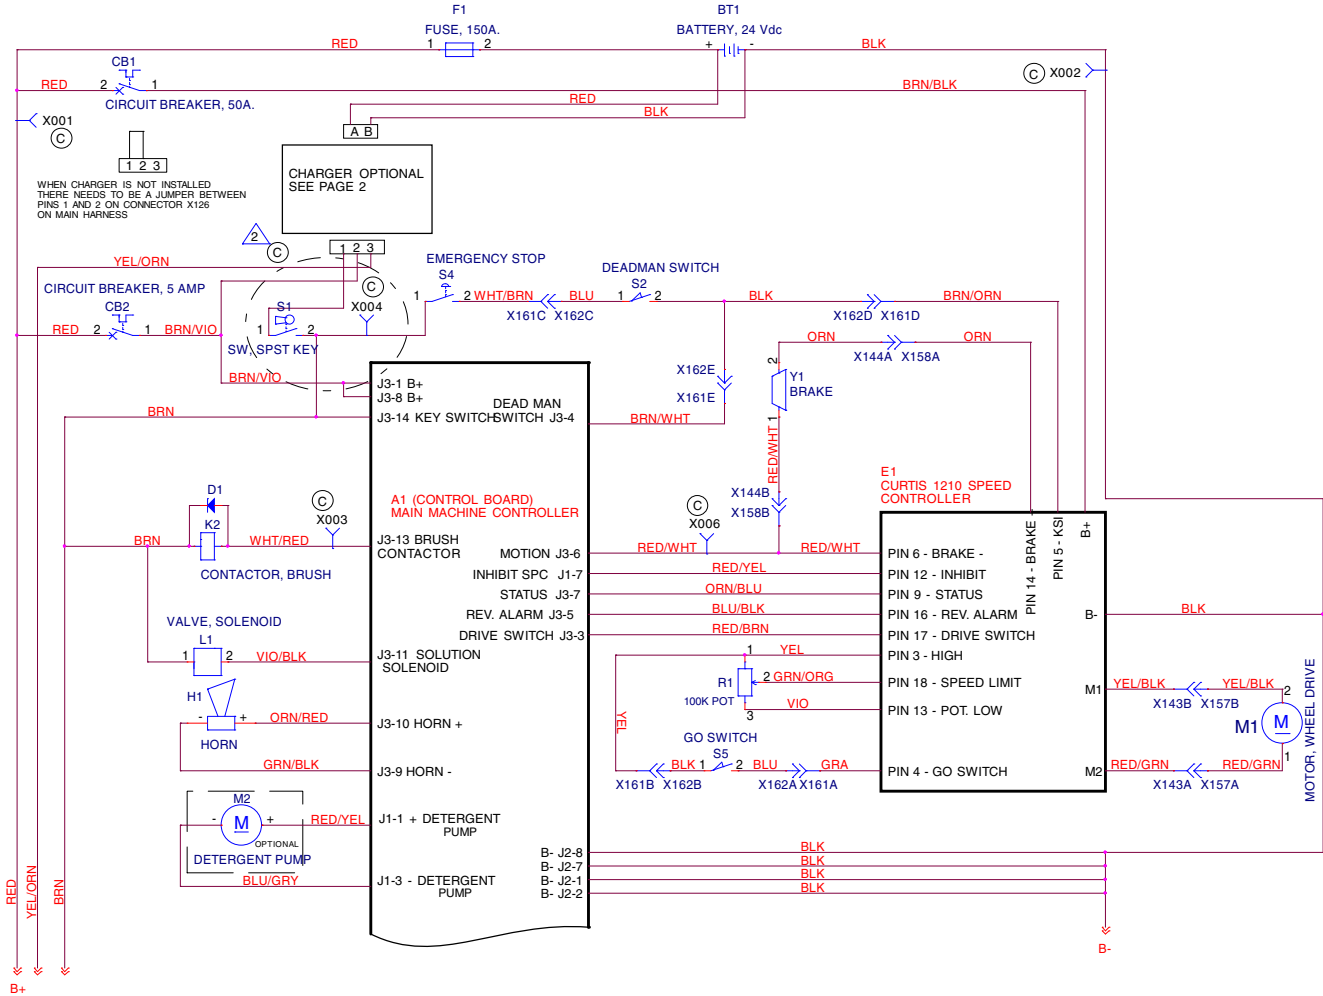 F1
FUSE, 150A.
RED 1 2
BT1
BATTERY, 24 Vdc
+ -
BLK
CB1
RED 2 1
CIRCUIT BREAKER, 50A.
BRN/BLK
C X002
RED
BLK
X001
C
A B
1 2 3
WHEN CHARGER IS NOT INSTALLED
THERE NEEDS TO BE A JUMPER BETWEEN
PINS 1 AND 2 ON CONNECTOR X126
ON MAIN HARNESS
CHARGER OPTIONAL
SEE PAGE 2
2
C
1 2 3
YEL/ORN
C
X004
CIRCUIT BREAKER, 5 AMP
CB2
RED 2 1 BRN/VIO
S1
1 2
SW, SPST KEY
EMERGENCY STOP
S4
1 2 WHT/BRN
X161C X162C
BLU
DEADMAN SWITCH
S2
1 2
BLK
X162D X161D
BRN/ORN
ORN
X144A X158A
ORN
X162E
X161E
2
Y1
BRAKE
1
RED/WHT
BRN/VIO
J3-1 B+
J3-8 B+
BRN
J3-14 KEY SWITCH
DEAD MAN
SWITCH J3-4
BRN/WHT
A1 (CONTROL BOARD)
MAIN MACHINE CONTROLLER
E1
CURTIS 1210 SPEED
CONTROLLER
X144B
X158B
C
X006
D1
K2
BRN
WHT/RED
C
X003
CONTACTOR, BRUSH
J3-13 BRUSH
CONTACTOR
MOTION J3-6
RED/WHT
RED/WHT
PIN 6 - BRAKE -
PIN 14 - BRAKE
PIN 5 - KSI
B+
INHIBIT SPC J1-7
RED/YEL
PIN 12 - INHIBIT
STATUS J3-7
ORN/BLU
PIN 9 - STATUS
REV. ALARM J3-5
BLU/BLK
PIN 16 - REV. ALARM
B-
BLK
DRIVE SWITCH J3-3
RED/BRN
PIN 17 - DRIVE SWITCH
VALVE, SOLENOID
L1
1 2 VIO/BLK
J3-11 SOLUTION
SOLENOID
1 YEL
PIN 3 - HIGH
R1
2 GRN/ORG
PIN 18 - SPEED LIMIT
100K POT
VIO
3
PIN 13 - POT. LOW
YEL
H1
- +
HORN
ORN/RED
J3-10 HORN +
GRN/BLK
J3-9 HORN -
GO SWITCH
S5
BLK 1 2 BLU
X161B X162B
X162A X161A
GRA
PIN 4 - GO SWITCH
M1
YEL/BLK
X143B X157B
YEL/BLK
2
M1
M
1
M2
RED/GRN
X143A X157A
RED/GRN
MOTOR, WHEEL DRIVE
M2
- +
M
OPTIONAL
DETERGENT PUMP
RED/YEL
J1-1 + DETERGENT
PUMP
BLU/GRY
J1-3 - DETERGENT
PUMP
B- J2-8
BLK
B- J2-7
BLK
B- J2-1
BLK
B- J2-2
BLK
RED
YEL/ORN
BRN
B+
B-